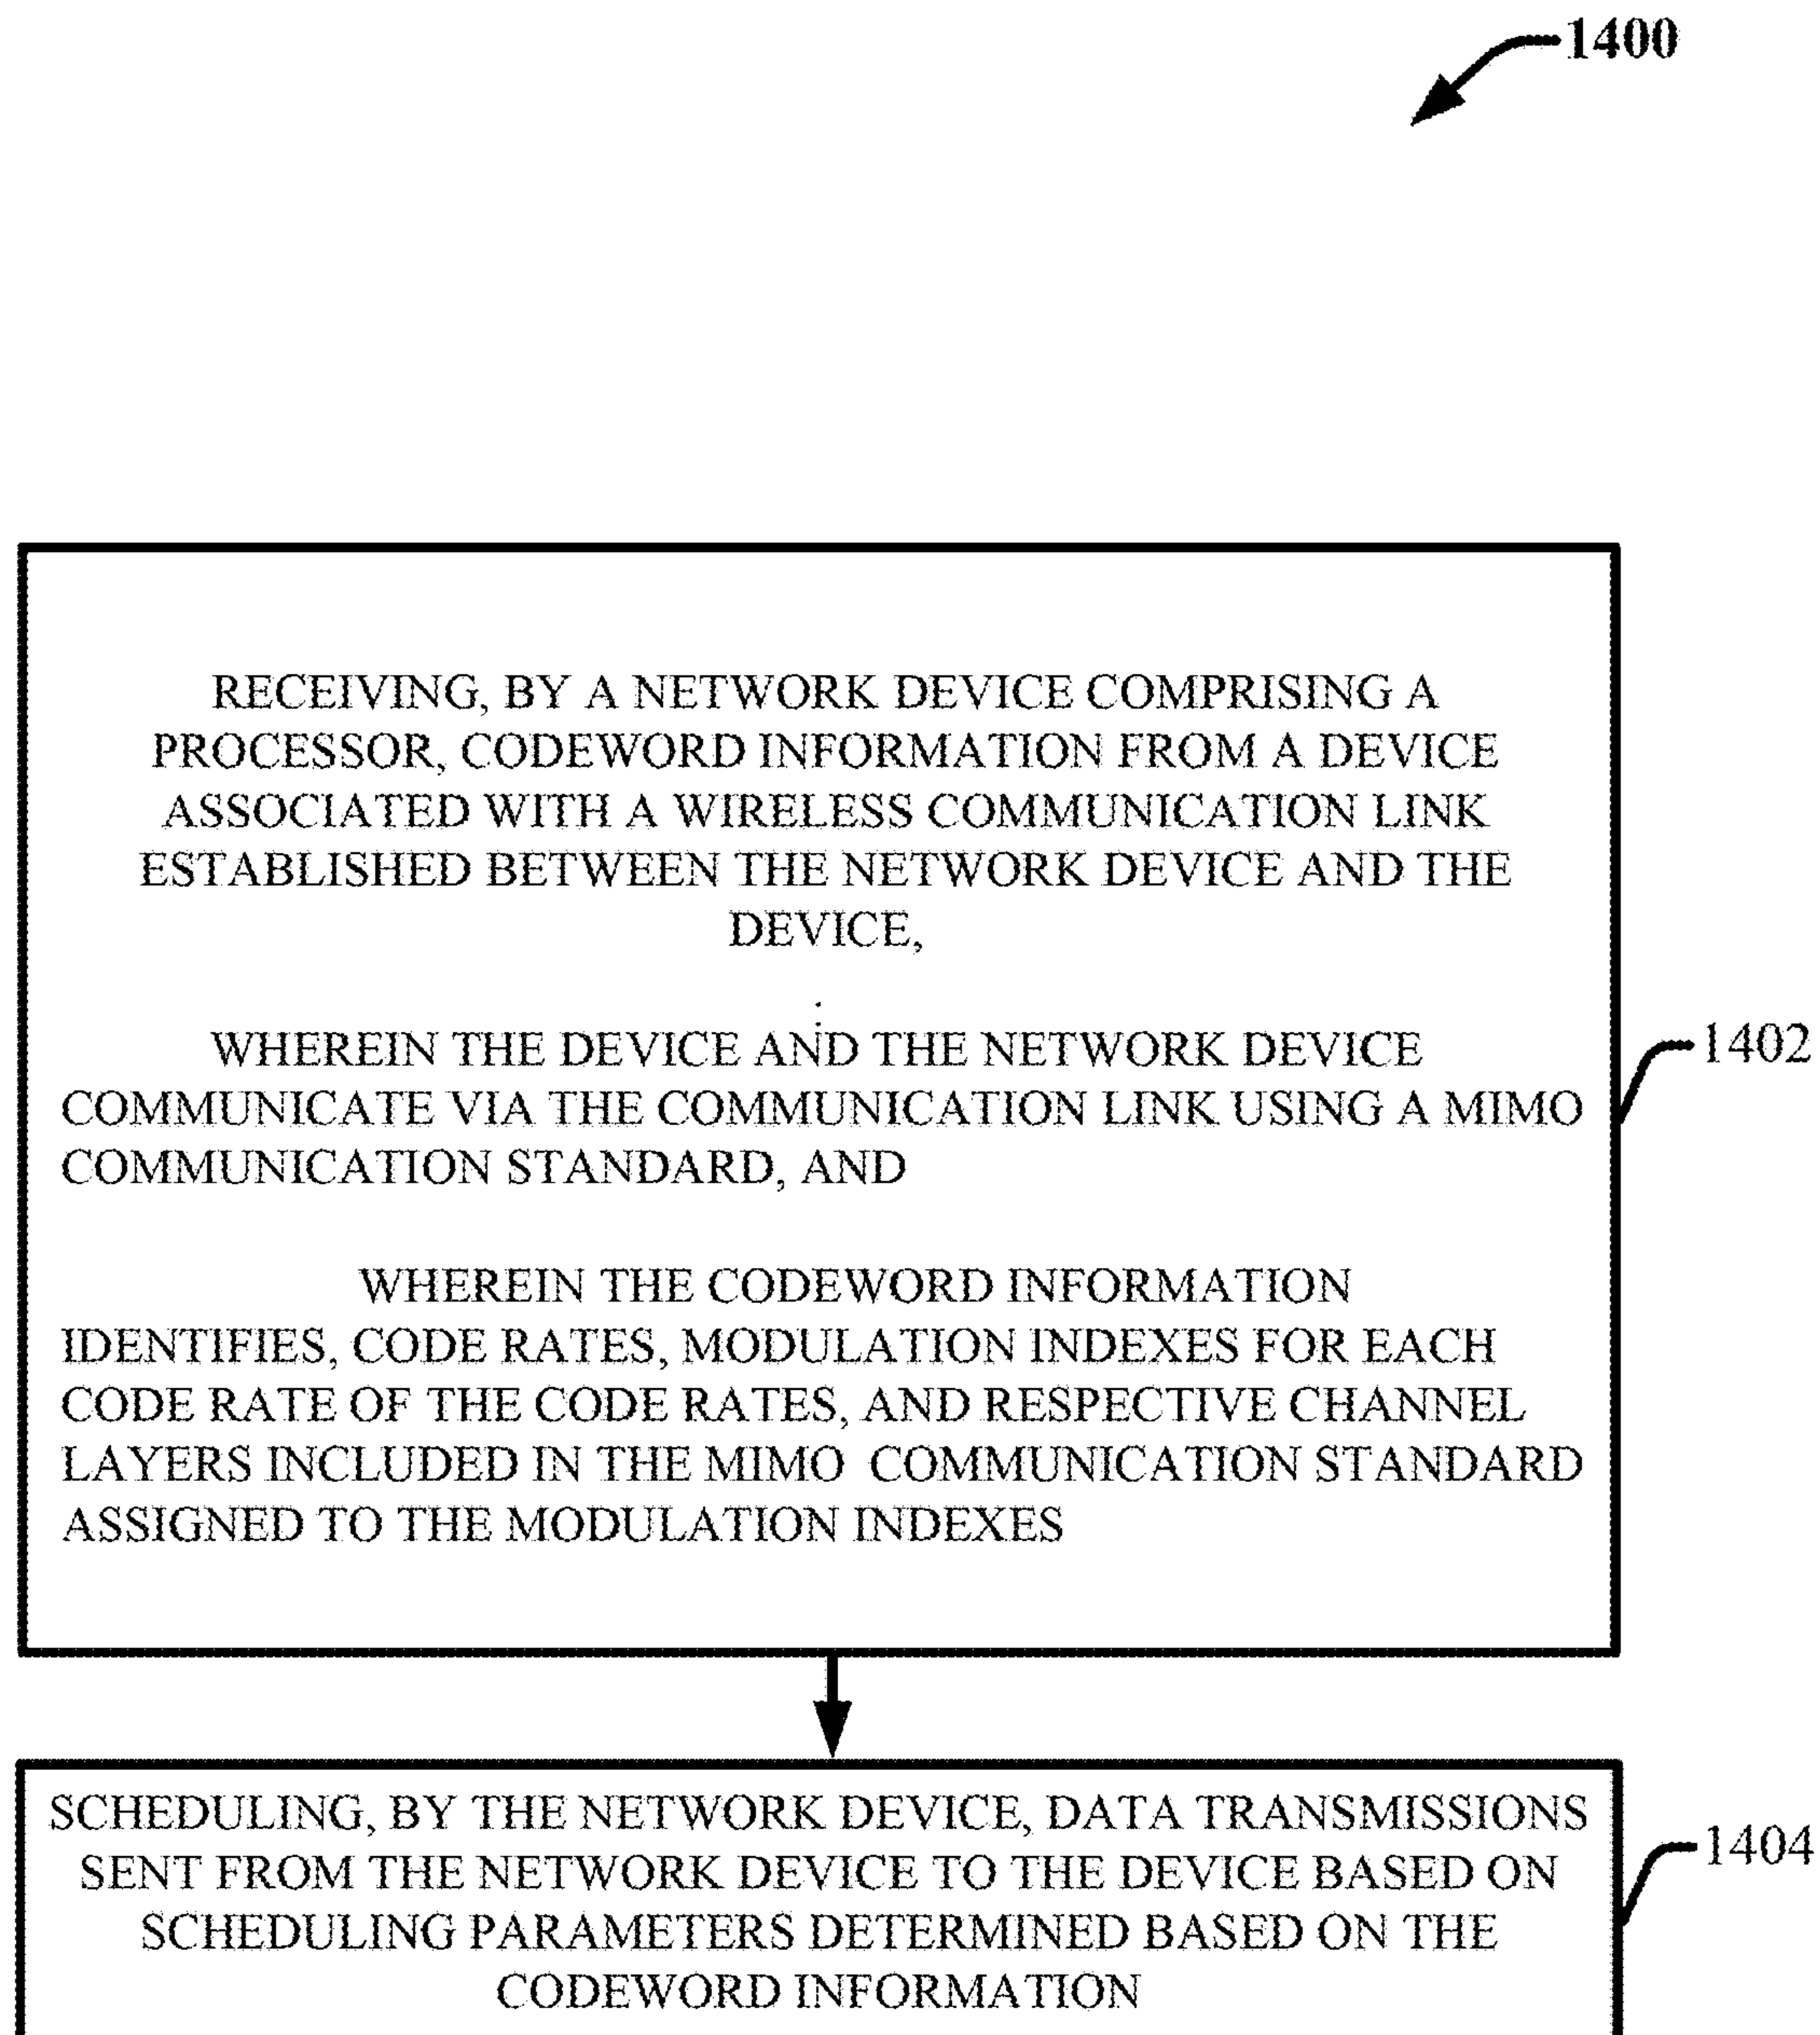 1400
RECEIVING, BY A NETWORK DEVICE COMPRISING A
PROCESSOR, CODEWORD INFORMATION FROM A DEVICE
ASSOCIATED WITH A WIRELESS COMMUNICATION LINK
ESTABLISHED BETWEEN THE NETWORK DEVICE AND THE
DEVICE,
WHEREIN THE DEVICE AND THE NETWORK DEVICE
COMMUNICATE VIA THE COMMUNICATION LINK USING A MIMO
COMMUNICATION STANDARD, AND
WHEREIN THE CODEWORD INFORMATION
IDENTIFIES, CODE RATES, MODULATION INDEXES FOR EACH
CODE RATE OF THE CODE RATES, AND RESPECTIVE CHANNEL
LAYERS INCLUDED IN THE MIMO COMMUNICATION STANDARD
ASSIGNED TO THE MODULATION INDEXES
1402
SCHEDULING, BY THE NETWORK DEVICE, DATA TRANSMISSIONS
SENT FROM THE NETWORK DEVICE TO THE DEVICE BASED ON
SCHEDULING PARAMETERS DETERMINED BASED ON THE
CODEWORD INFORMATION
1404